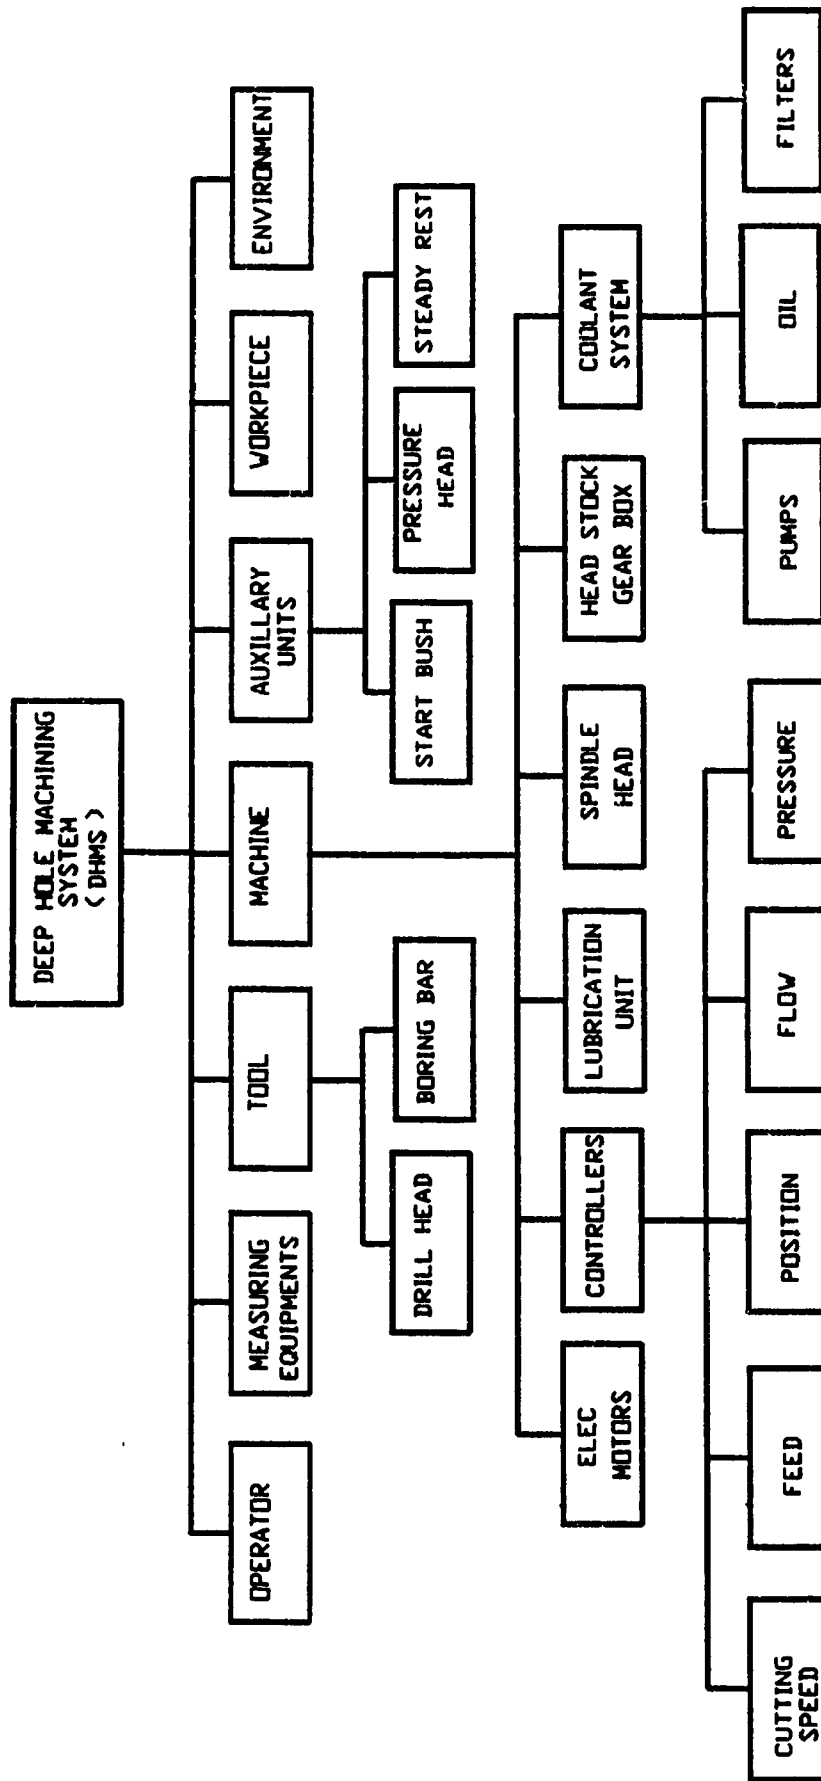 DEEP HOLE MACHINING
SYSTEM
(DHMS)
OPERATOR
MEASURING
EQUIPMENTS
TOOL
MACHINE
AUXILLARY
UNITS
WORKPIECE
ENVIRONMENT
DRILL HEAD
BORING BAR
START BUSH
PRESSURE
HEAD
STEADY REST
ELEC
MOTORS
CONTROLLERS
LUBRICATION
UNIT
SPINDLE
HEAD
HEAD STOCK
GEAR BOX
COOLANT
SYSTEM
CUTTING
SPEED
FEED
POSITION
FLOW
PRESSURE
PUMPS
OIL
FILTERS